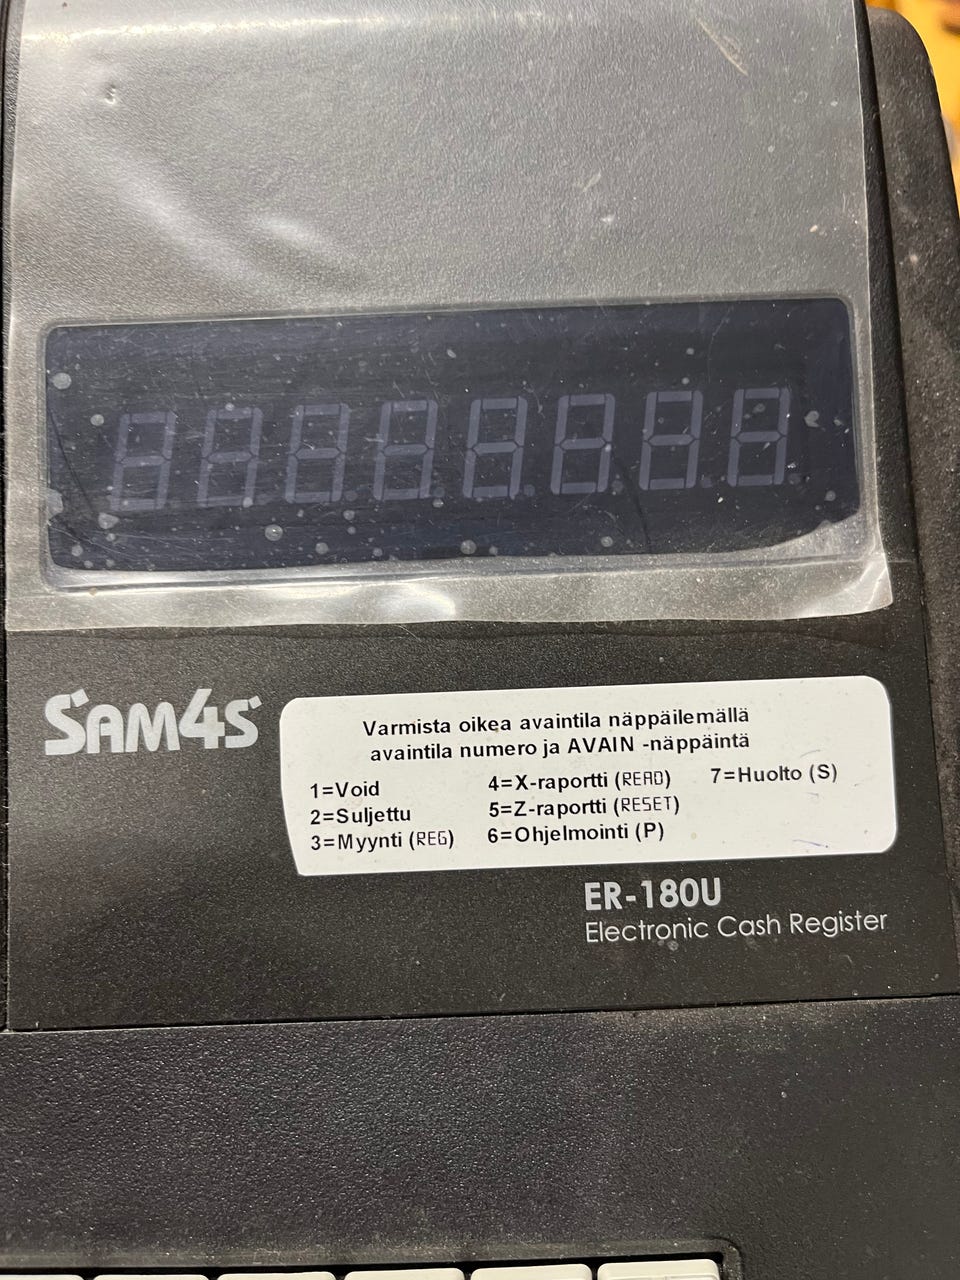 SAM4S
Varmista oikea avaintila näppäilemällä
avaintila numero ja AVAIN -näppäintä
1=Void
2=Suljettu
3=Myynti (REG)
4=X-raportti (READ)
5=Z-raportti (RESET)
6=Ohjelmointi (P)
7=Huolto (S)
ER-180U
Electronic Cash Register